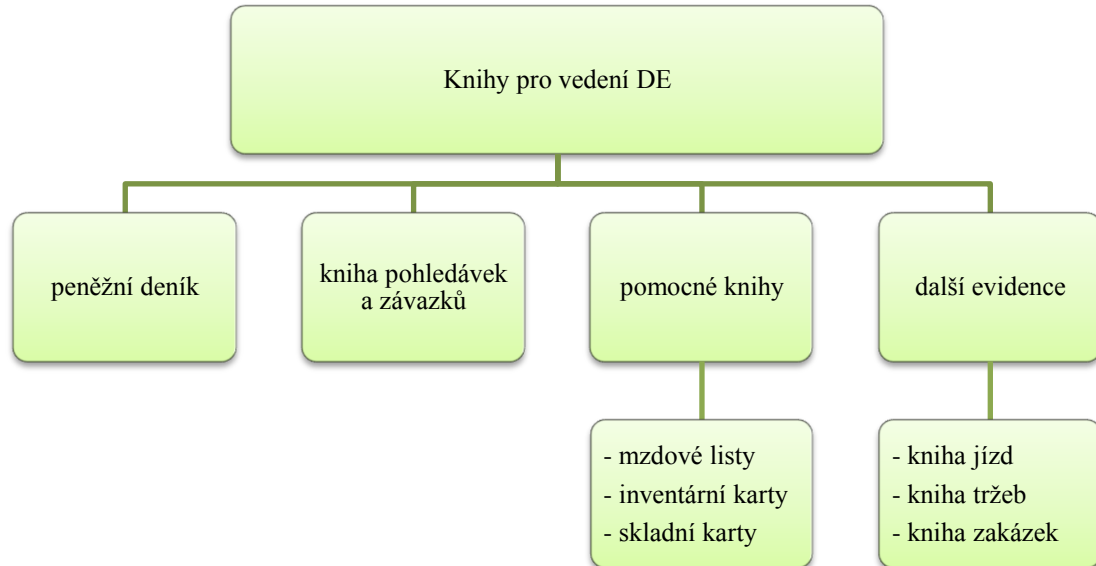 Knihy pro vedení DE
peněžní deník
kniha pohledávek
a závazků
pomocné knihy
další evidence
- mzdové listy
- inventární karty
- skladní karty
- kniha jízd
- kniha tržeb
- kniha zakázek